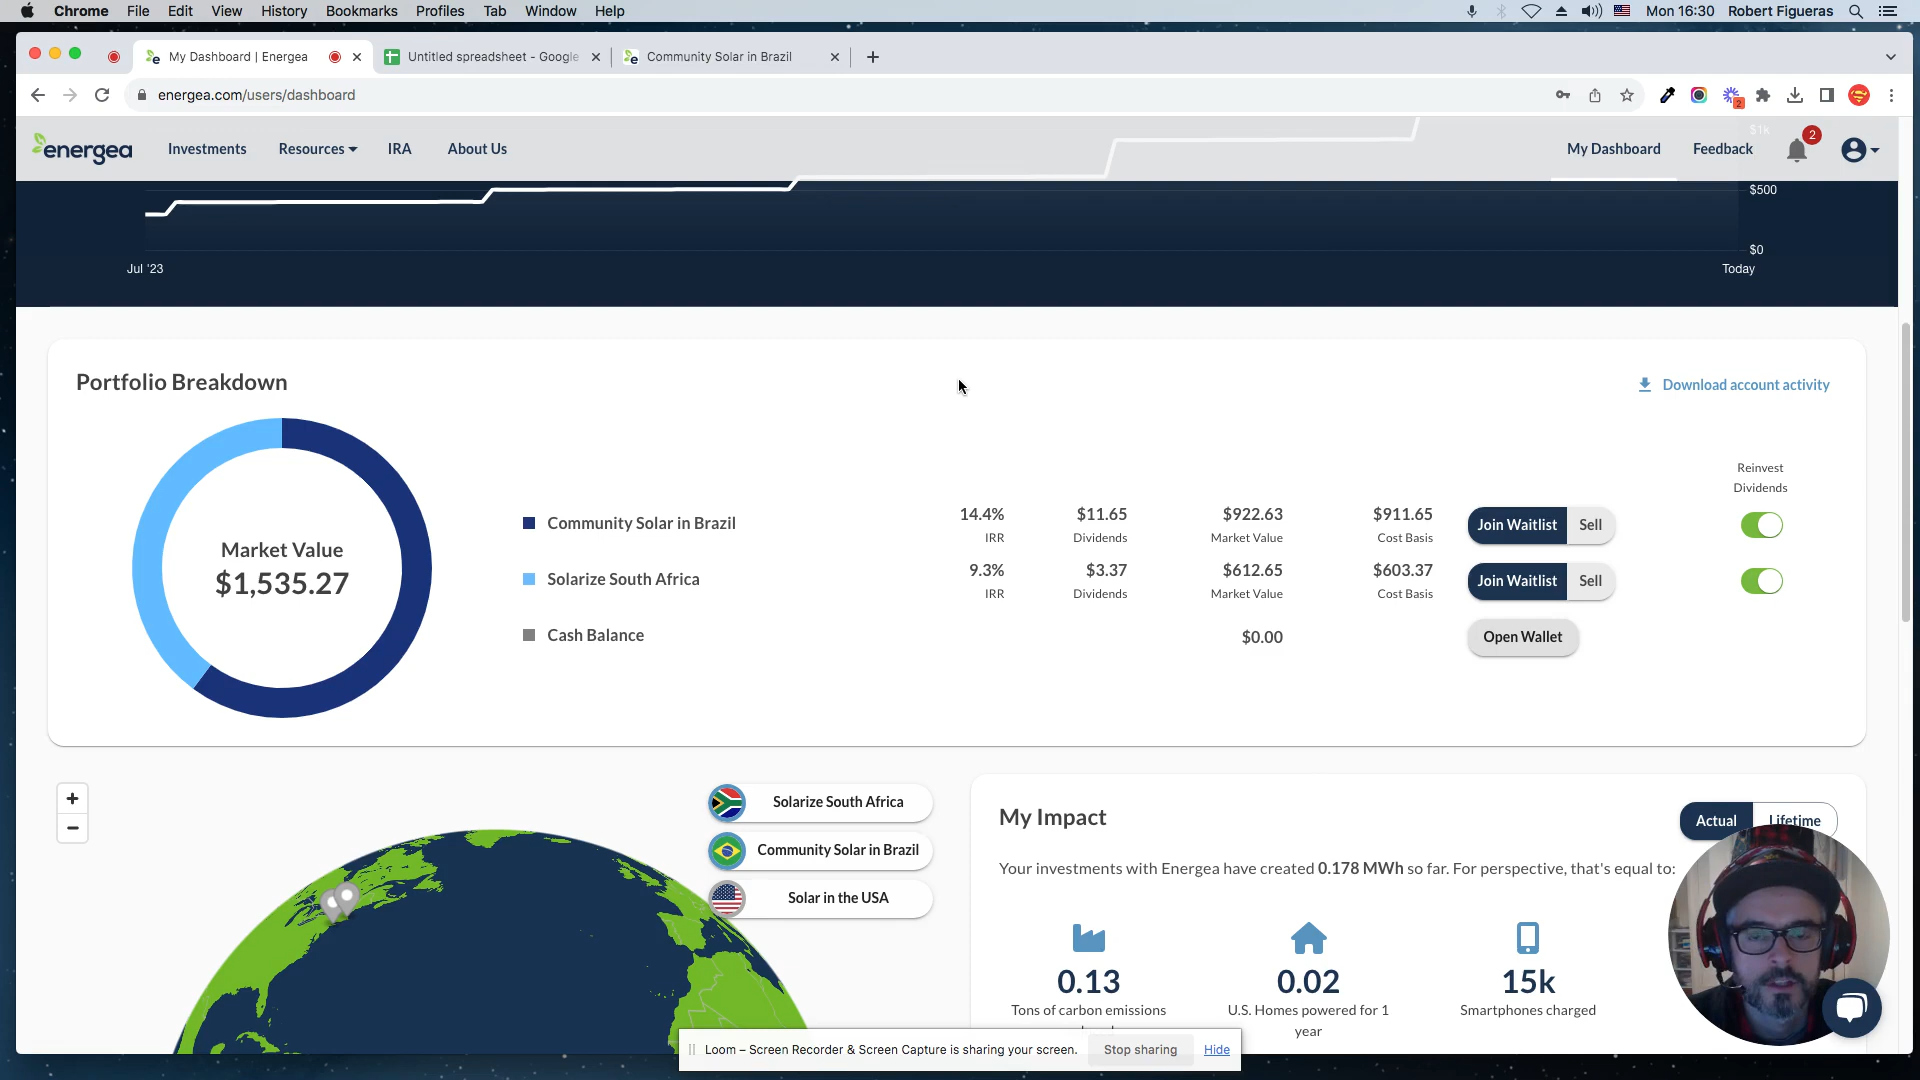 Chrome File Edit View History Bookmarks Profiles Tab Window Help
Mon 16:30 Robert Figueras
My Dashboard | Energea
Untitled spreadsheet - Google
Community Solar in Brazil
energea.com/users/dashboard
2
energea
Investments
Resources
IRA
About Us
My Dashboard
Feedback
2
$1k
$500
$0
Jul '23
Today
Portfolio Breakdown
Download account activity
Reinvest
Dividends
Market Value
$1,535.27
Community Solar in Brazil
14.4%
IRR
$11.65
Dividends
$922.63
Market Value
$911.65
Cost Basis
Join Waitlist
Sell
Solarize South Africa
9.3%
IRR
$3.37
Dividends
$612.65
Market Value
$603.37
Cost Basis
Join Waitlist
Sell
Cash Balance
$0.00
Open Wallet
+
−
Solarize South Africa
Community Solar in Brazil
Solar in the USA
My Impact
Actual
Lifetime
Your investments with Energea have created 0.178 MWh so far. For perspective, that's equal to:
0.13
Tons of carbon emissions
0.02
U.S. Homes powered for 1
year
15k
Smartphones charged
Loom – Screen Recorder & Screen Capture is sharing your screen.
Stop sharing
Hide